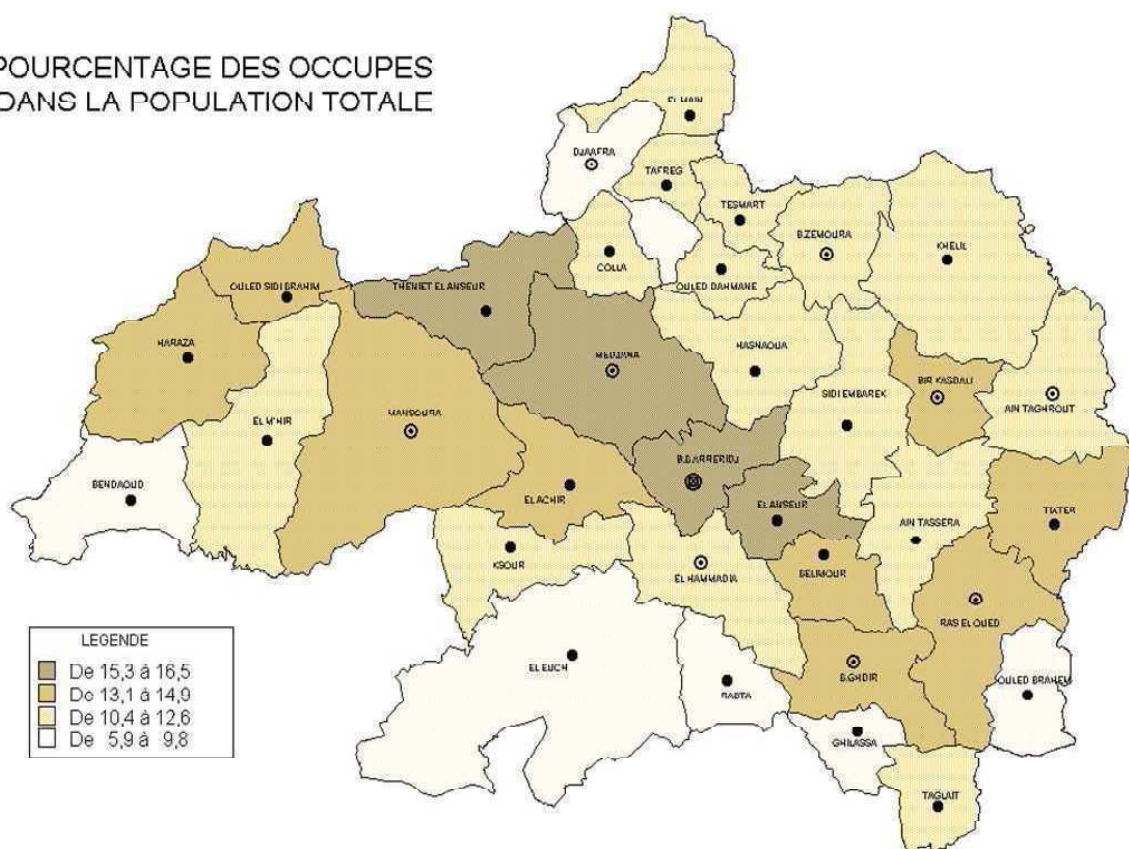 POURCENTAGE DES OCCUPES
DANS LA POPULATION TOTALE
EL MAIN
DJAAFRA
TAFREG
TESMART
B.ZEMOURA
KHELIL
COLLA
OULED DAHMANE
OULED SIDI BRAHIM
THENIET EL ANSEUR
HARAZA
MEDJANA
HASNAOUA
BIR KASDALI
SIDI EMBAREK
AIN TAGHROUT
EL M'HIR
MANSOURA
B.B.ARRERIDJ
BENDAOUD
EL ACHIR
EL ANSEUR
AIN TASSERA
TIXTER
KSOUR
EL HAMMADIA
BELIMOUR
RAS EL OUED
LEGENDE
De 15,3 à 16,5
De 13,1 à 14,9
De 10,4 à 12,6
De 5,9 à 9,8
EL EUCH
RABTA
B.GHDIR
OULED BRAHEM
GHILASSA
TAGLAIT